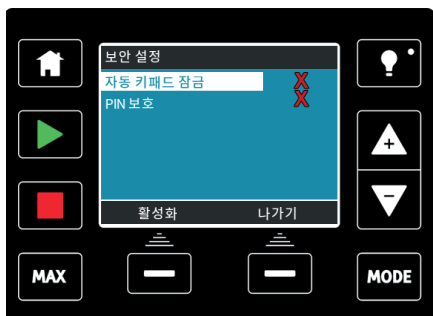 보안 설정
자동 키패드 잠금
PIN 보호
활성화 나가기
MAX
MODE